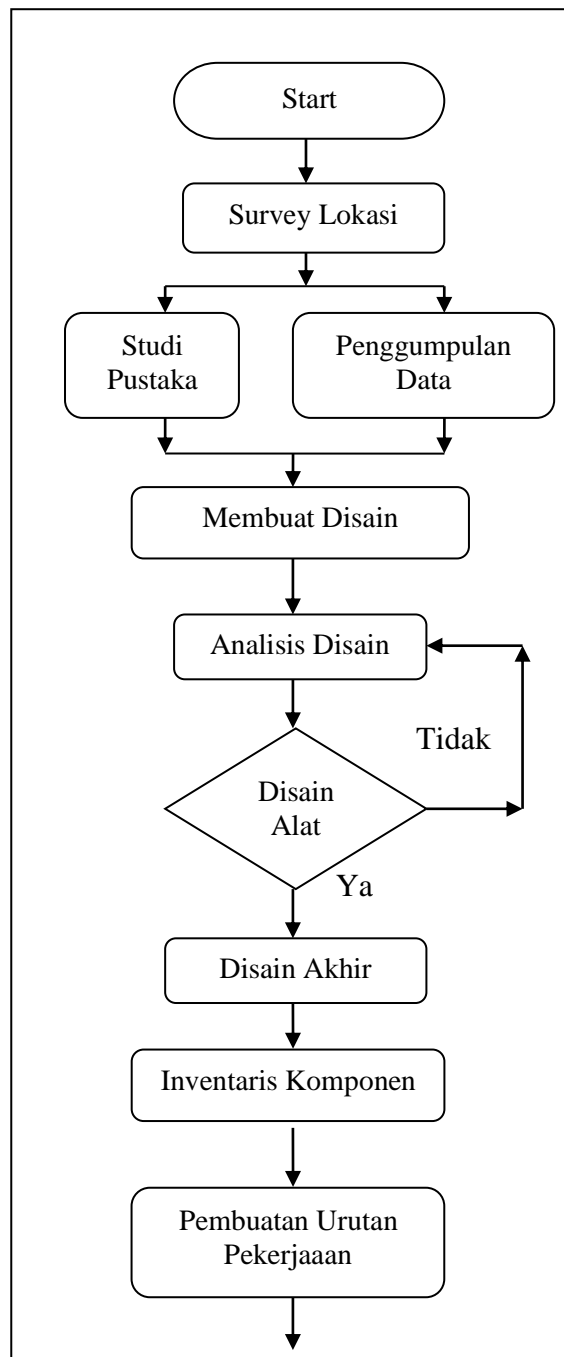 Start
Survey Lokasi
Studi
Pustaka
Penggumpulan
Data
Membuat Disain
Analisis Disain
Tidak
Disain
Alat
Ya
Disain Akhir
Inventaris Komponen
Pembuatan Urutan
Pekerjaaan